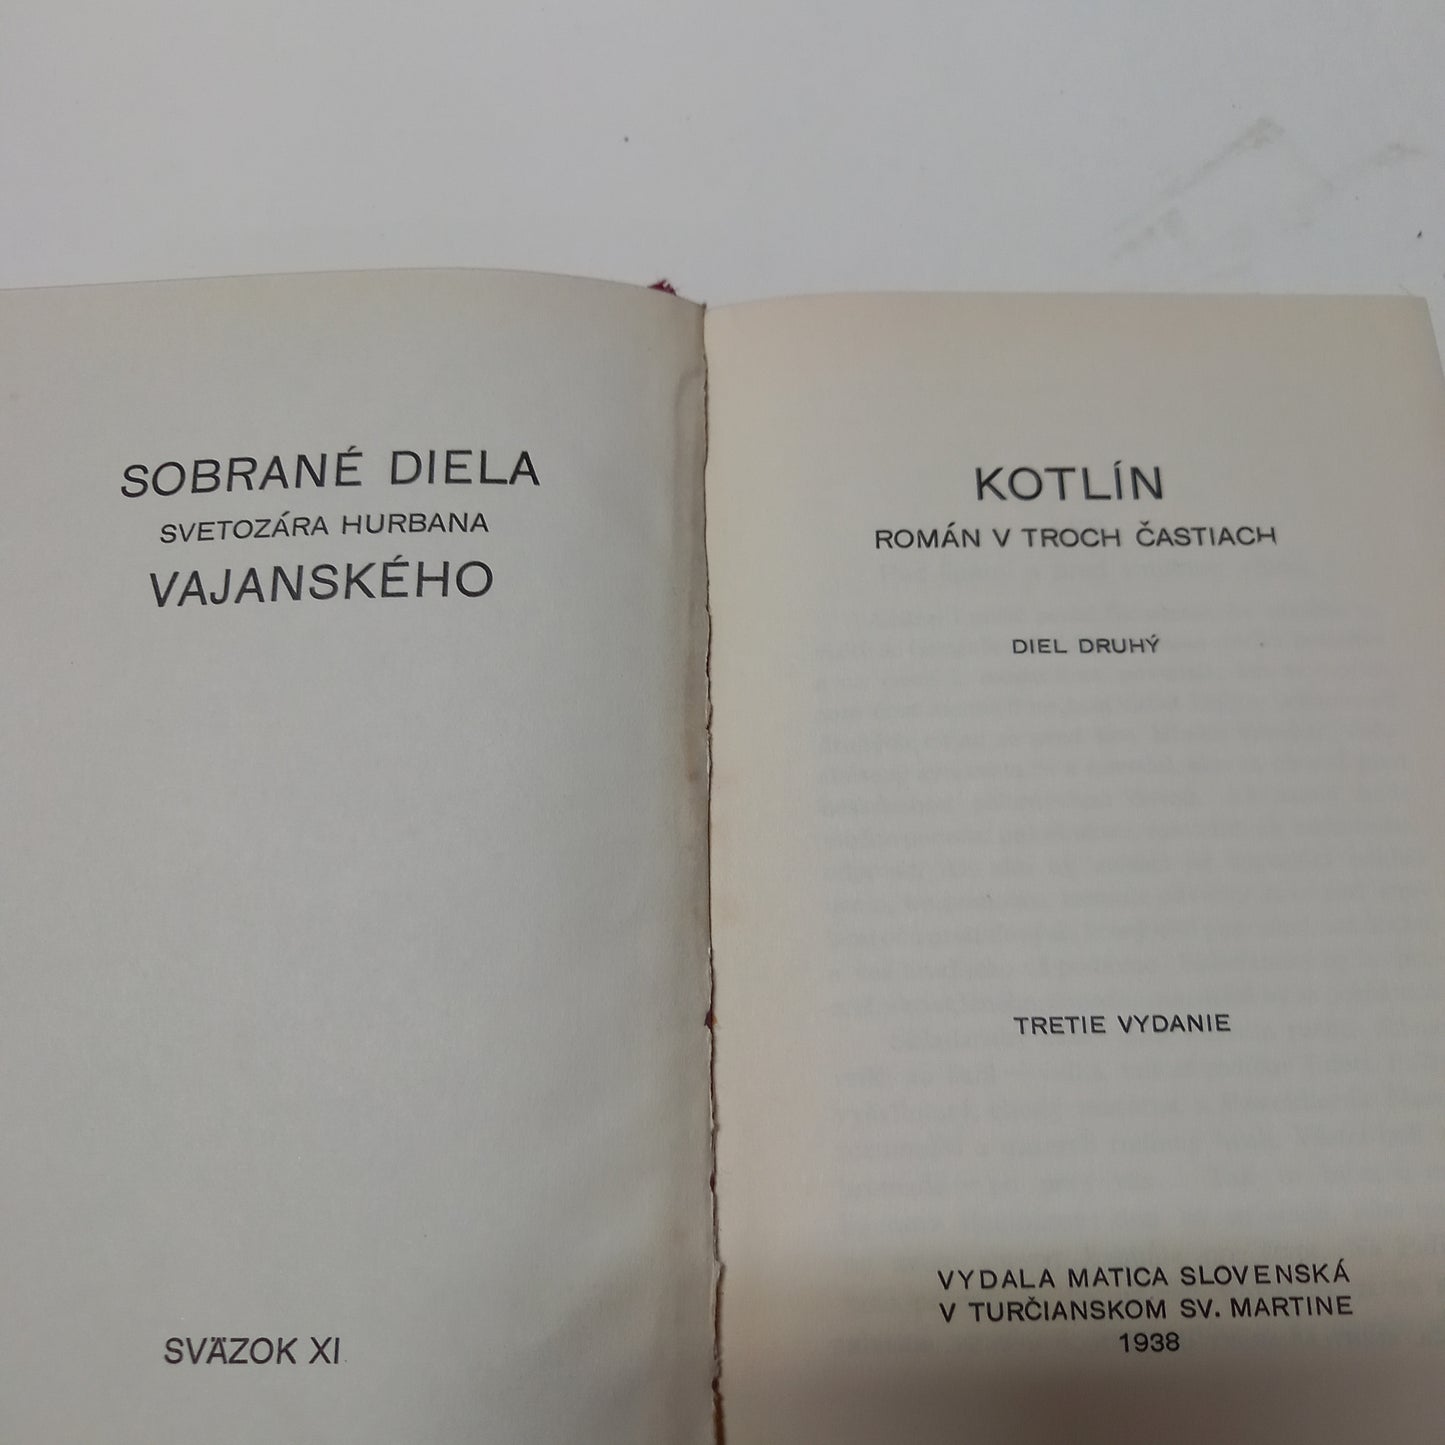 SOBRANÉ DIELA
SVETOZÁRA HURBANA
VAJANSKÉHO
SVÄZOK XI
KOTLÍN
ROMÁN V TROCH ČASTIACH
DIEL DRUHÝ
TRETIE VYDANIE
VYDALA MATICA SLOVENSKÁ
V TURČIANSKOM SV. MARTINE
1938